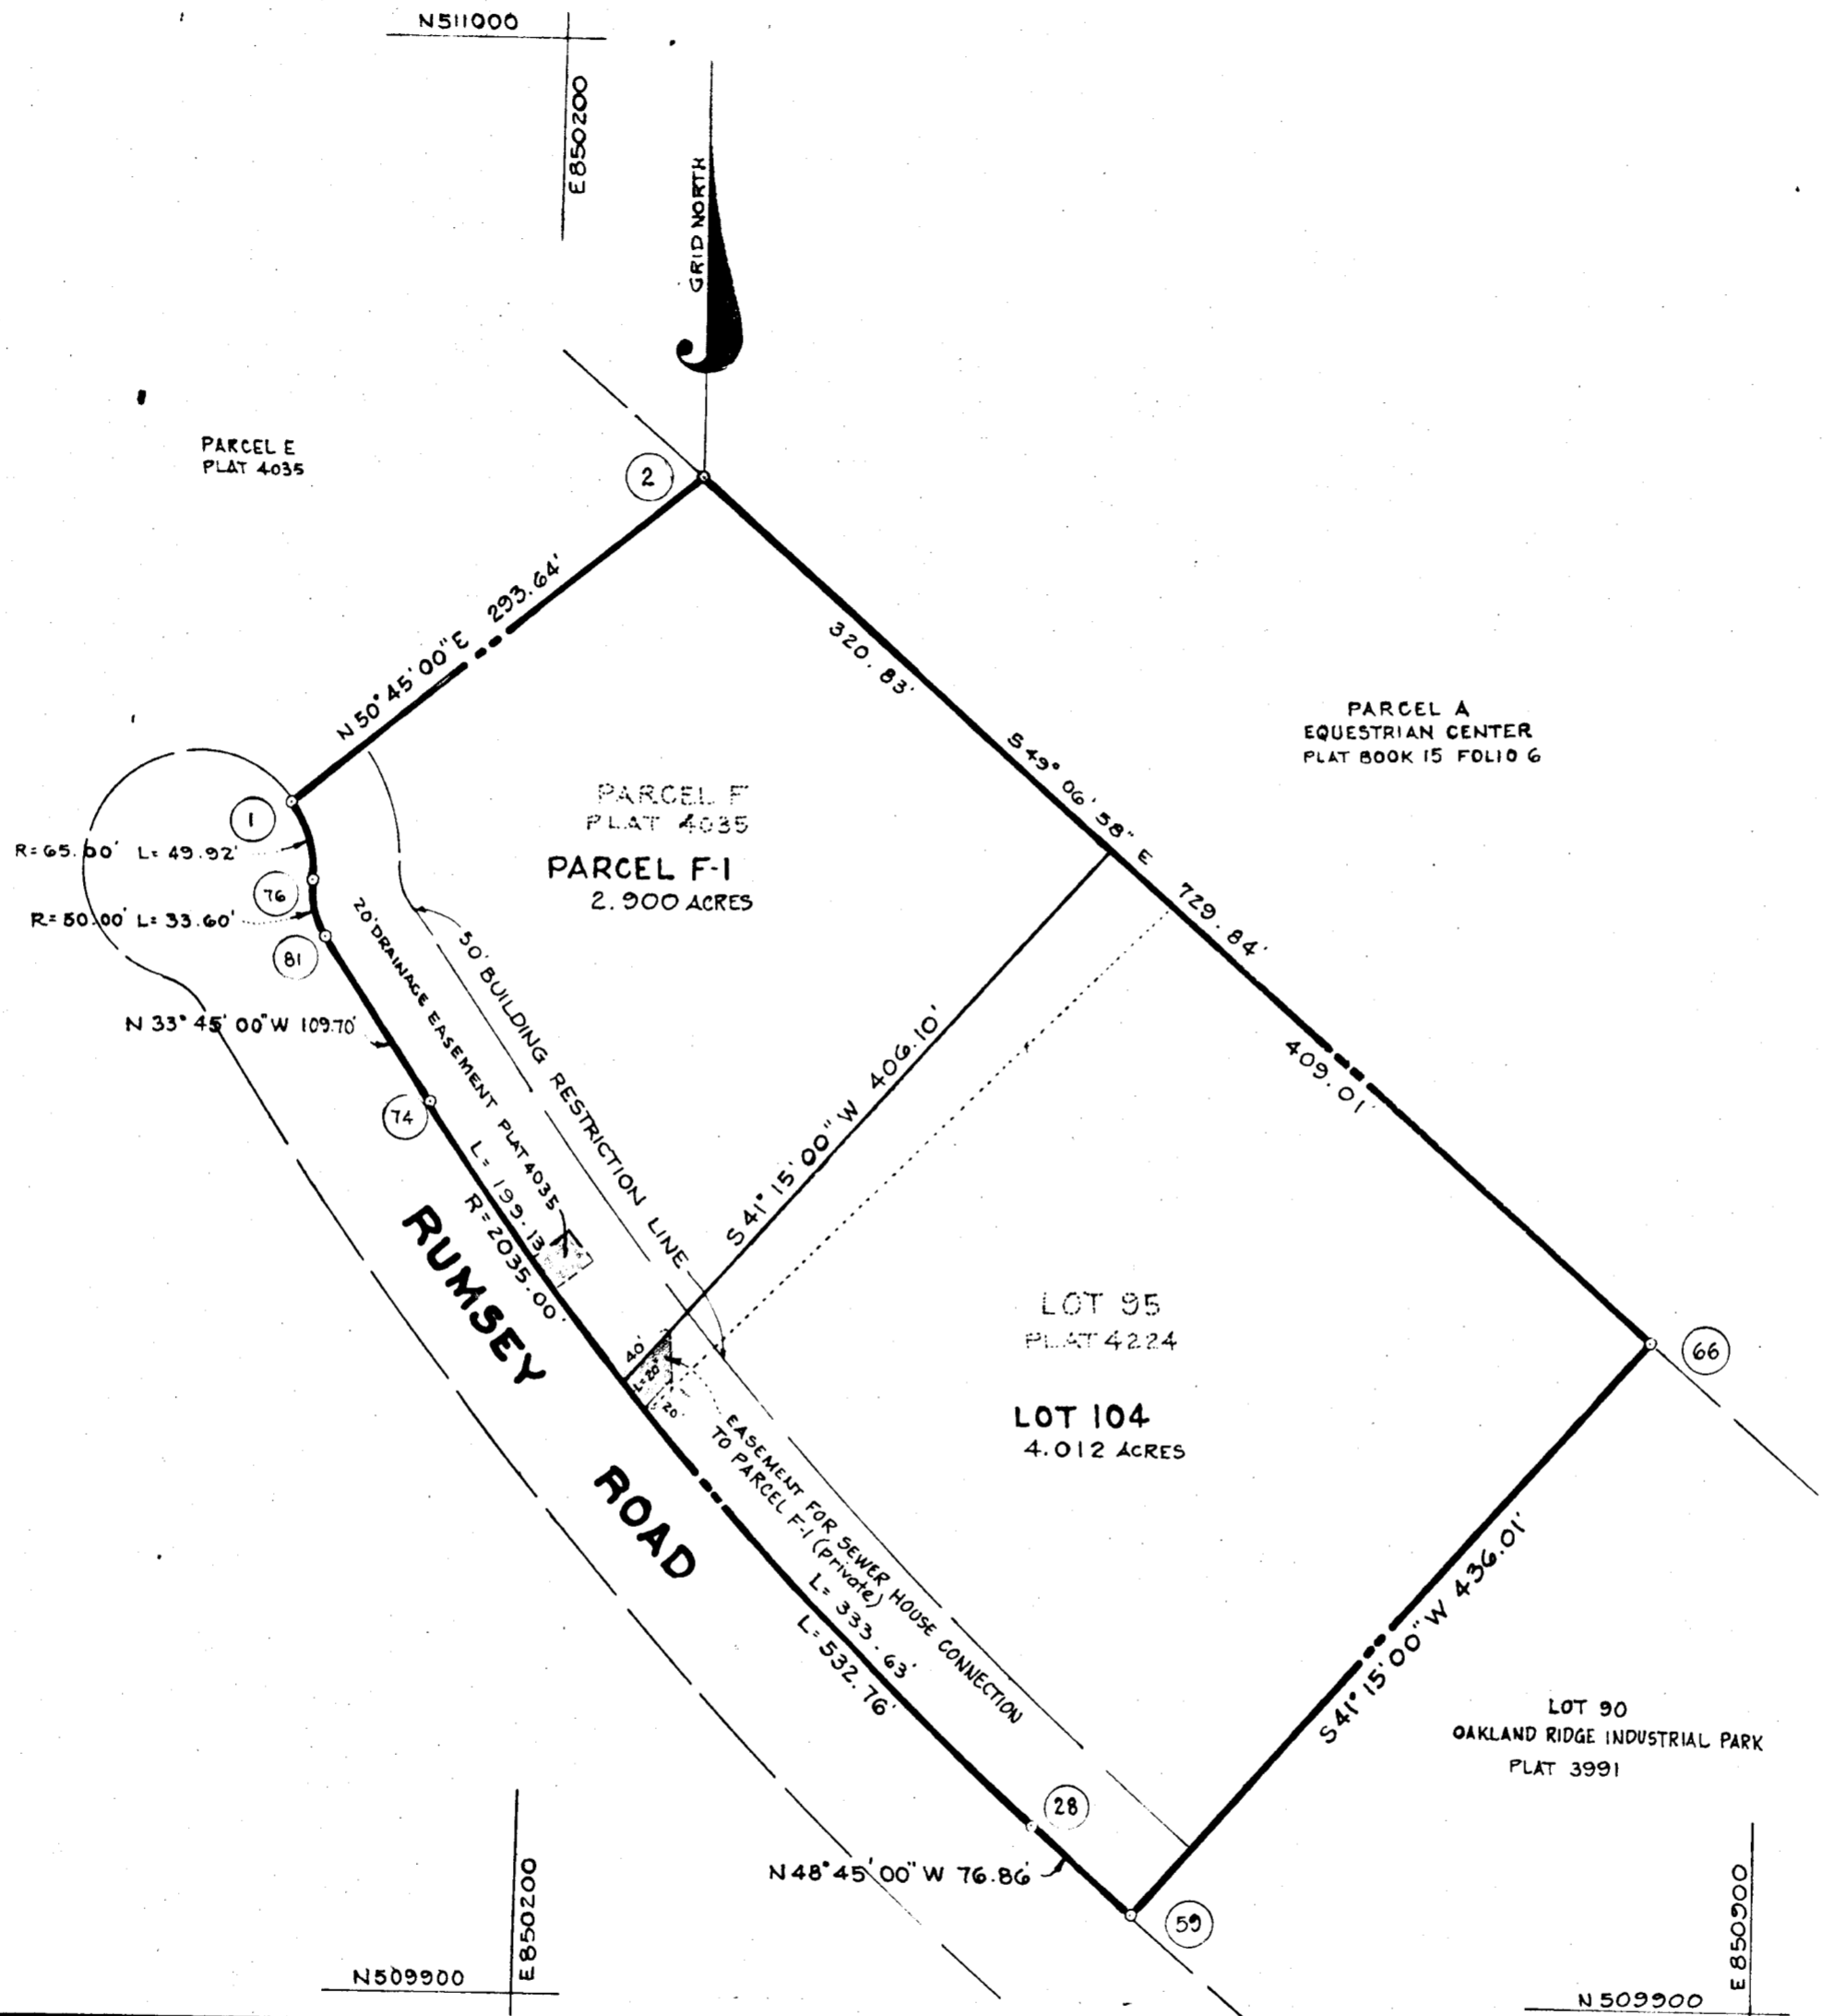 N511000
E850200
GRID NORTH
PARCEL E
PLAT 4035
2
N 50° 45' 00" E 293.64'
320.83'
S 49° 06' 58" E
729.84'
409.01'
PARCEL A
EQUESTRIAN CENTER
PLAT BOOK 15 FOLIO 6
PARCEL F
PLAT 4035
PARCEL F-1
2.900 ACRES
1
R=65.00' L=49.92'
76
R=50.00' L=33.60'
81
N 33° 45' 00" W 109.70'
74
20' DRAINAGE EASEMENT PLAT 4035
50' BUILDING RESTRICTION LINE
L=199.13
R=2035.00'
S 41° 15' 00" W 406.10'
RUMSEY
ROAD
40'
20'
LOT 95
PLAT 4224
LOT 104
4.012 ACRES
66
EASEMENT FOR SEWER HOUSE CONNECTION
TO PARCEL F-1 (private)
L=333.63'
L=532.76'
S 41° 15' 00" W 436.01'
LOT 90
OAKLAND RIDGE INDUSTRIAL PARK
PLAT 3991
28
N 48° 45' 00" W 76.86'
59
E850200
N509900
E850900
N509900